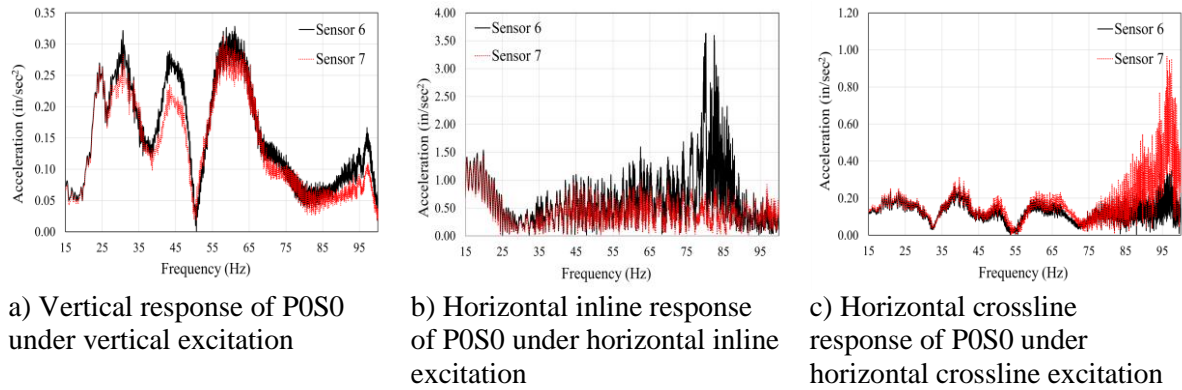 0.35
0.30
0.25
0.20
0.15
0.10
0.05
0.00
Acceleration (in/sec²)
Sensor 6
Sensor 7
15 25 35 45 55 65 75 85 95
Frequency (Hz)
a) Vertical response of P0S0
under vertical excitation
4.00
3.50
3.00
2.50
2.00
1.50
1.00
0.50
0.00
Acceleration (in/sec²)
Sensor 6
Sensor 7
15 25 35 45 55 65 75 85 95
Frequency (Hz)
b) Horizontal inline response
of P0S0 under horizontal inline
excitation
1.20
1.00
0.80
0.60
0.40
0.20
0.00
Acceleration (in/sec²)
Sensor 6
Sensor 7
15 25 35 45 55 65 75 85 95
Frequency (Hz)
c) Horizontal crossline
response of P0S0 under
horizontal crossline excitation